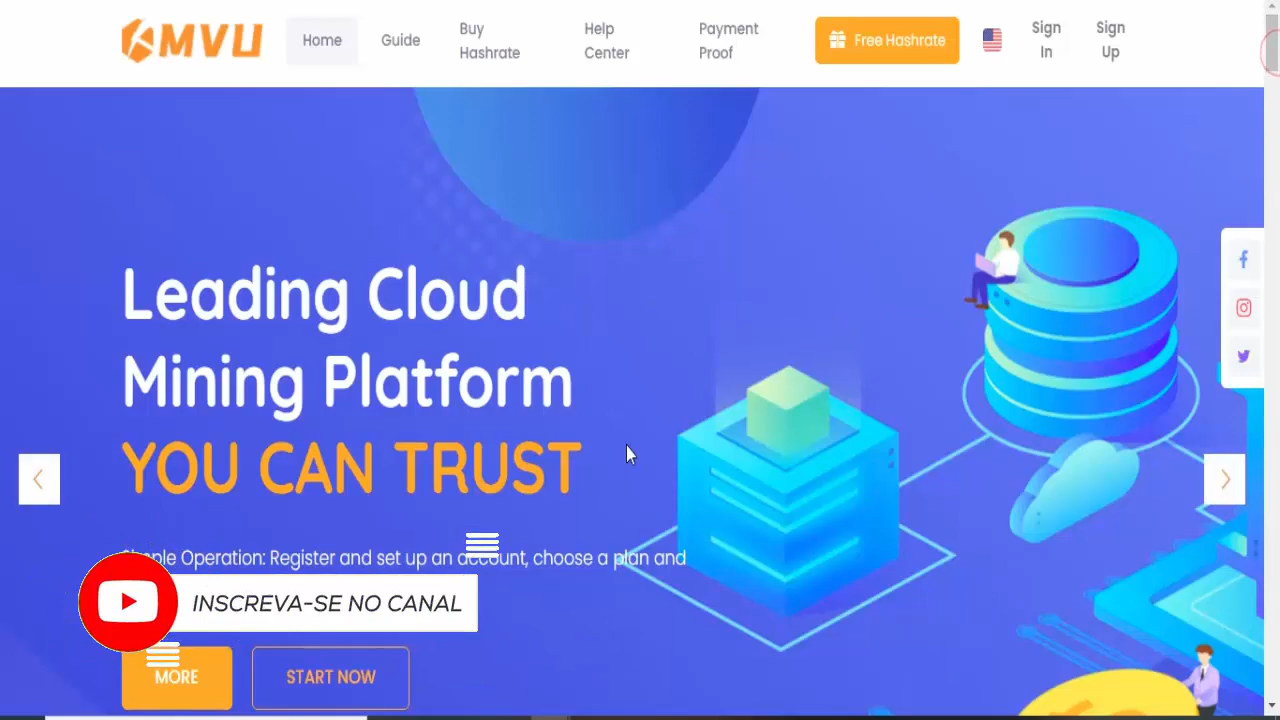 MVU
Home
Guide
Buy
Hashrate
Help
Center
Payment
Proof
Free Hashrate
Sign
In
Sign
Up
Leading Cloud
Mining Platform
YOU CAN TRUST
Operation: Register and set up an account, choose a plan and
INSCREVA-SE NO CANAL
MORE
START NOW